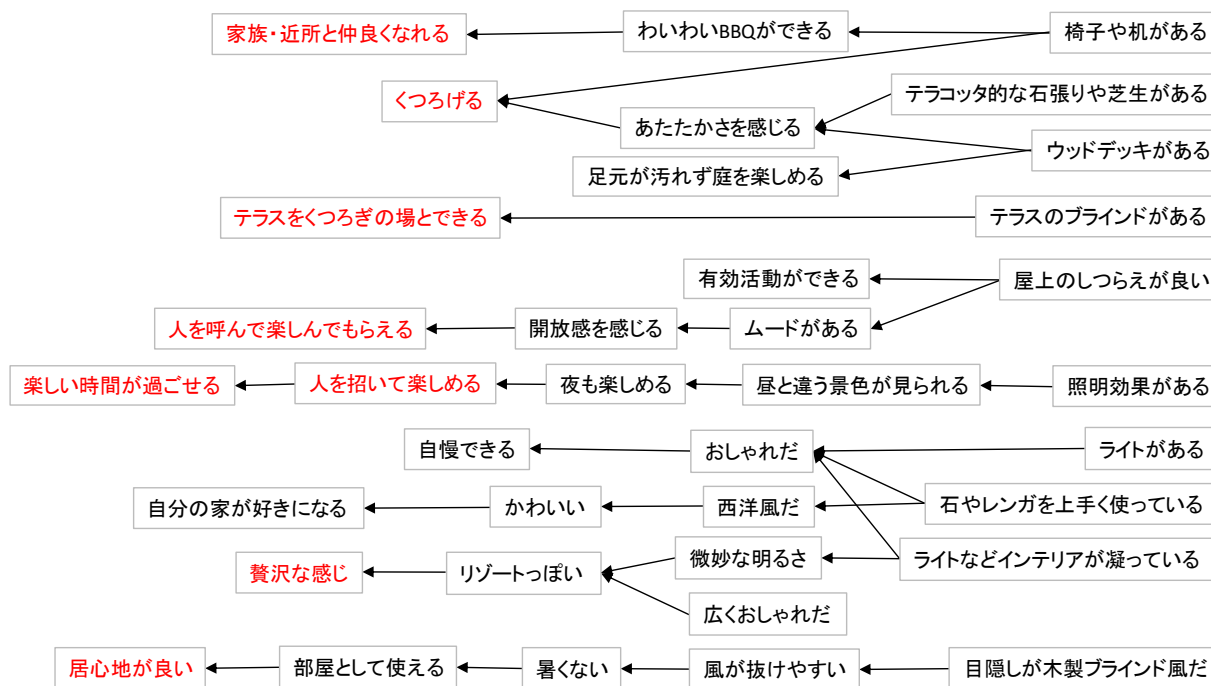 家族・近所と仲良くなれる
わいわいBBQができる
椅子や机がある
くつろげる
テラコッタ的な石張りや芝生がある
あたたかさを感じる
ウッドデッキがある
足元が汚れず庭を楽しめる
テラスをくつろぎの場とできる
テラスのブラインドがある
有効活動ができる
屋上のしつらえが良い
人を呼んで楽しんでもらえる
開放感を感じる
ムードがある
楽しい時間が過ごせる
人を招いて楽しめる
夜も楽しめる
昼と違う景色が見られる
照明効果がある
自慢できる
おしゃれだ
ライトがある
自分の家が好きになる
かわいい
西洋風だ
石やレンガを上手く使っている
贅沢な感じ
リゾートっぽい
微妙な明るさ
ライトなどインテリアが凝っている
広くおしゃれだ
居心地が良い
部屋として使える
暑くない
風が抜けやすい
目隠しが木製ブラインド風だ